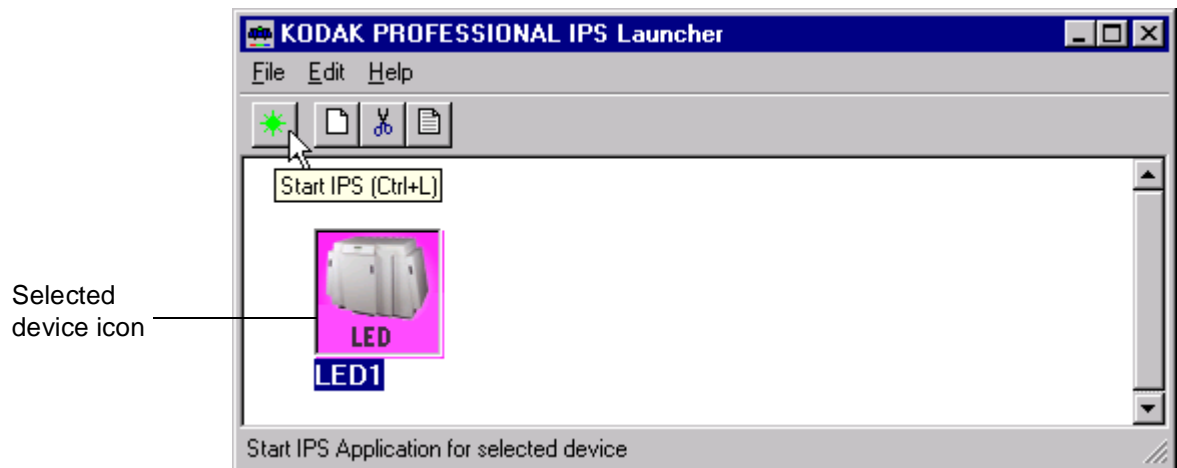 KODAK PROFESSIONAL IPS Launcher
File Edit Help
Start IPS (Ctrl+L)
Selected
device icon
LED
LED1
Start IPS Application for selected device